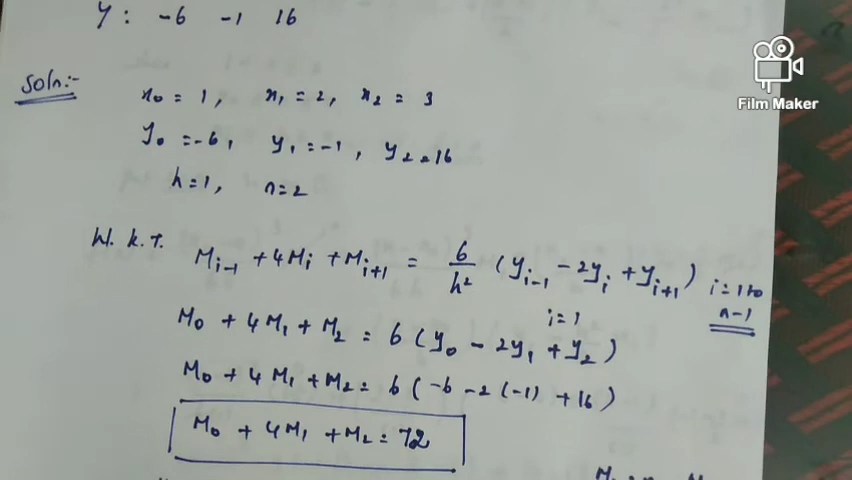 y : -6 -1 16
Film Maker
Soln:-
x₀ = 1, x₁ = 2, x₂ = 3
y₀ = -6, y₁ = -1, y₂ = 16
h = 1, n = 2
W. K. T.
Mᵢ₋₁ + 4Mᵢ + Mᵢ₊₁ = 6/h² (yᵢ₋₁ - 2yᵢ + yᵢ₊₁) i = 1 to n-1
i = 1
M₀ + 4M₁ + M₂ = 6 (y₀ - 2y₁ + y₂)
M₀ + 4M₁ + M₂ = 6 (-6 - 2 (-1) + 16)
M₀ + 4M₁ + M₂ = 72